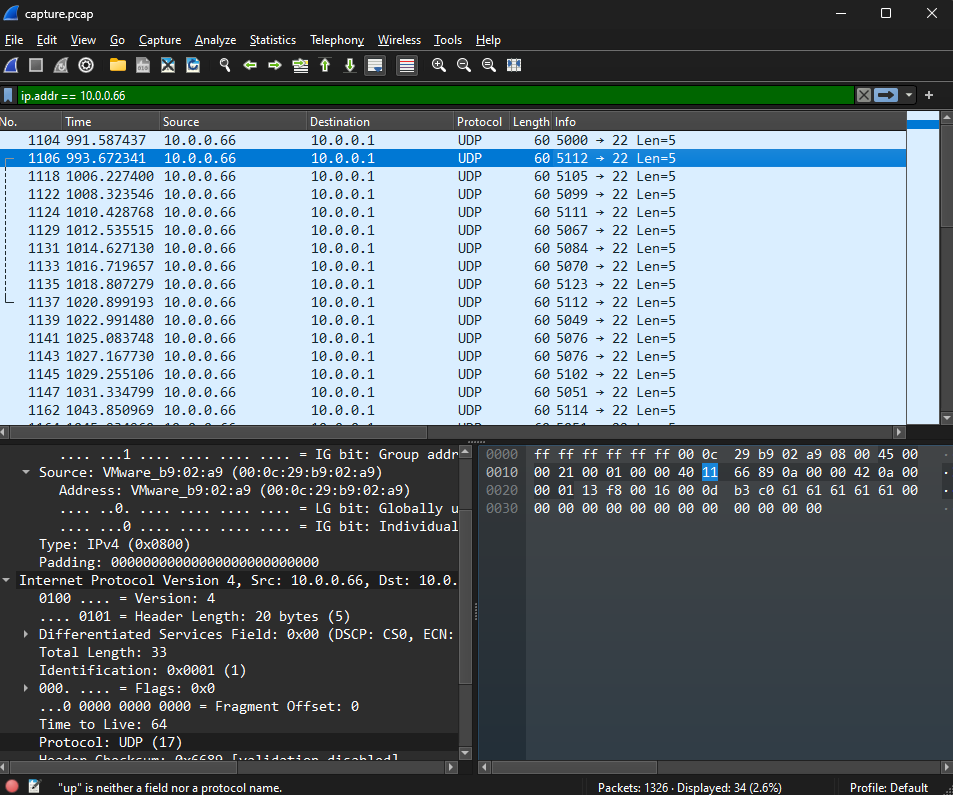 capture.pcap
File Edit View Go Capture Analyze Statistics Telephony Wireless Tools Help
ip.addr == 10.0.0.66
No. Time Source Destination Protocol Length Info
1104 991.587437 10.0.0.66 10.0.0.1 UDP 60 5000 → 22 Len=5
1106 993.672341 10.0.0.66 10.0.0.1 UDP 60 5112 → 22 Len=5
1118 1006.227400 10.0.0.66 10.0.0.1 UDP 60 5105 → 22 Len=5
1122 1008.323546 10.0.0.66 10.0.0.1 UDP 60 5099 → 22 Len=5
1124 1010.428768 10.0.0.66 10.0.0.1 UDP 60 5111 → 22 Len=5
1129 1012.535515 10.0.0.66 10.0.0.1 UDP 60 5067 → 22 Len=5
1131 1014.627130 10.0.0.66 10.0.0.1 UDP 60 5084 → 22 Len=5
1133 1016.719657 10.0.0.66 10.0.0.1 UDP 60 5070 → 22 Len=5
1135 1018.807279 10.0.0.66 10.0.0.1 UDP 60 5123 → 22 Len=5
1137 1020.899193 10.0.0.66 10.0.0.1 UDP 60 5112 → 22 Len=5
1139 1022.991480 10.0.0.66 10.0.0.1 UDP 60 5049 → 22 Len=5
1141 1025.083748 10.0.0.66 10.0.0.1 UDP 60 5076 → 22 Len=5
1143 1027.167730 10.0.0.66 10.0.0.1 UDP 60 5076 → 22 Len=5
1145 1029.255106 10.0.0.66 10.0.0.1 UDP 60 5102 → 22 Len=5
1147 1031.334799 10.0.0.66 10.0.0.1 UDP 60 5051 → 22 Len=5
1162 1043.850969 10.0.0.66 10.0.0.1 UDP 60 5114 → 22 Len=5
.... ...1 .... .... .... .... = IG bit: Group addr
Source: VMware_b9:02:a9 (00:0c:29:b9:02:a9)
Address: VMware_b9:02:a9 (00:0c:29:b9:02:a9)
.... ..0. .... .... .... .... = LG bit: Globally u
.... ...0 .... .... .... .... = IG bit: Individual
Type: IPv4 (0x0800)
Padding: 00000000000000000000000000
Internet Protocol Version 4, Src: 10.0.0.66, Dst: 10.0.
0100 .... = Version: 4
.... 0101 = Header Length: 20 bytes (5)
Differentiated Services Field: 0x00 (DSCP: CS0, ECN:
Total Length: 33
Identification: 0x0001 (1)
000. .... = Flags: 0x0
...0 0000 0000 0000 = Fragment Offset: 0
Time to Live: 64
Protocol: UDP (17)
Header Checksum: 0x6689 [validation disabled]
0000 ff ff ff ff ff ff 00 0c 29 b9 02 a9 08 00 45 00
0010 00 21 00 01 00 00 40 11 66 89 0a 00 00 42 0a 00
0020 00 01 13 f8 00 16 00 0d b3 c0 61 61 61 61 61 00
0030 00 00 00 00 00 00 00 00 00 00 00 00
"up" is neither a field nor a protocol name.
Packets: 1326 · Displayed: 34 (2.6%)
Profile: Default